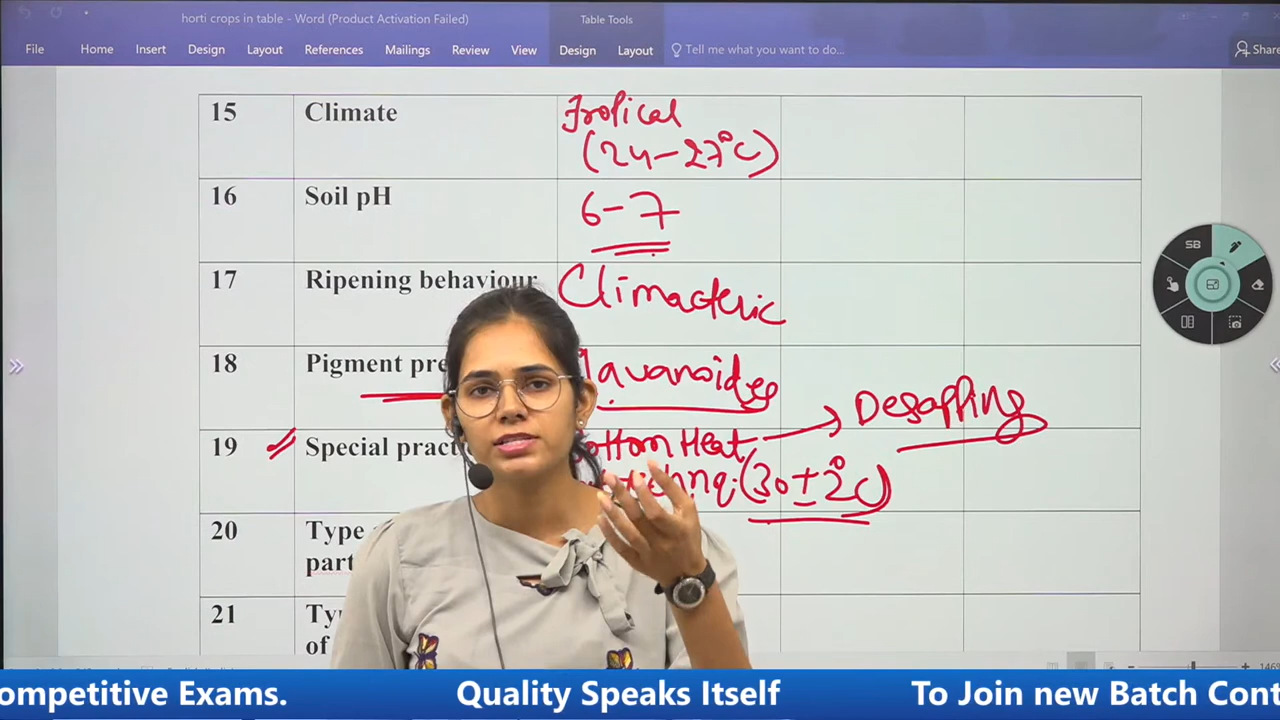 horti crops in table - Word (Product Activation Failed)
Table Tools
File Home Insert Design Layout References Mailings Review View Design Layout Tell me what you want to do... Share
15 Climate Tropical
(24-27°C)
16 Soil pH 6-7
17 Ripening behaviour Climacteric
18 Pigment pre lavanoides
Desapping
19 Special pract ottom Heat
(30±2°C)
20 Type
part
21 Ty
of
SB
ompetitive Exams. Quality Speaks Itself To Join new Batch Cont